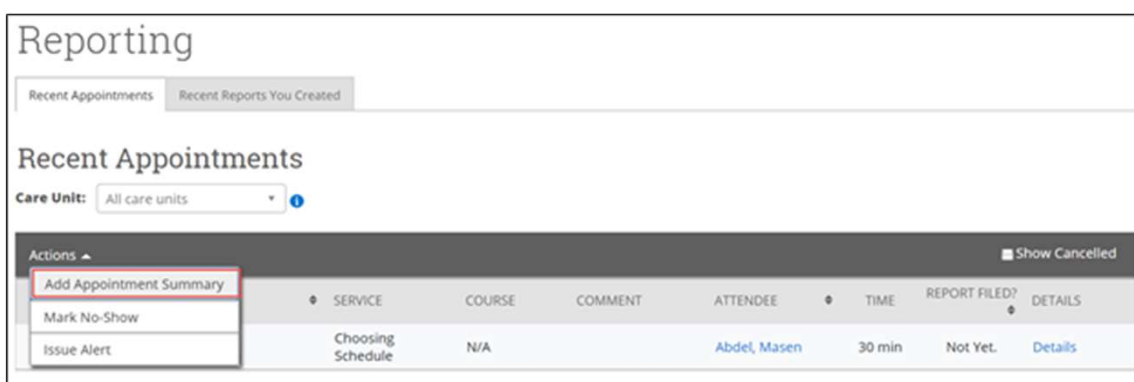 Reporting
Recent Appointments Recent Reports You Created
Recent Appointments
Care Unit: All care units
Actions Show Cancelled
Add Appointment Summary
Mark No-Show
Issue Alert
SERVICE COURSE COMMENT ATTENDEE TIME REPORT FILED? DETAILS
Choosing Schedule N/A Abdel, Masen 30 min Not Yet. Details